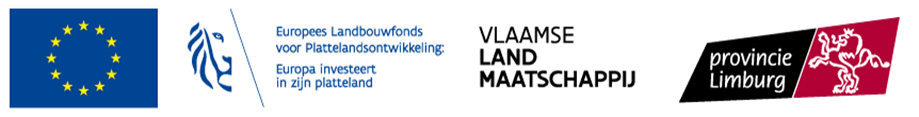 Europees Landbouwfonds
voor Plattelandsontwikkeling:
Europa investeert
in zijn platteland
VLAAMSE
LAND
MAATSCHAPPIJ
provincie
Limburg